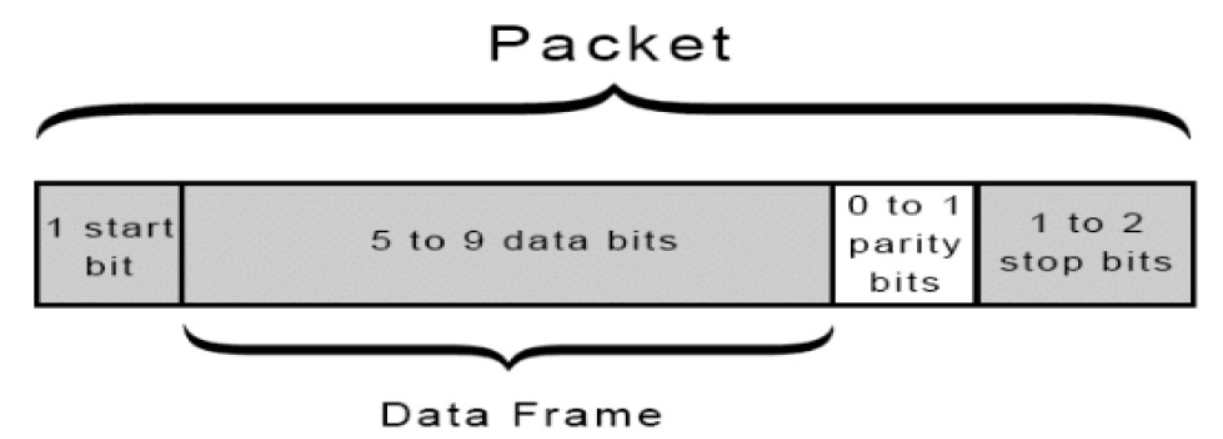 Packet
1 start
bit
5 to 9 data bits
0 to 1
parity
bits
1 to 2
stop bits
Data Frame